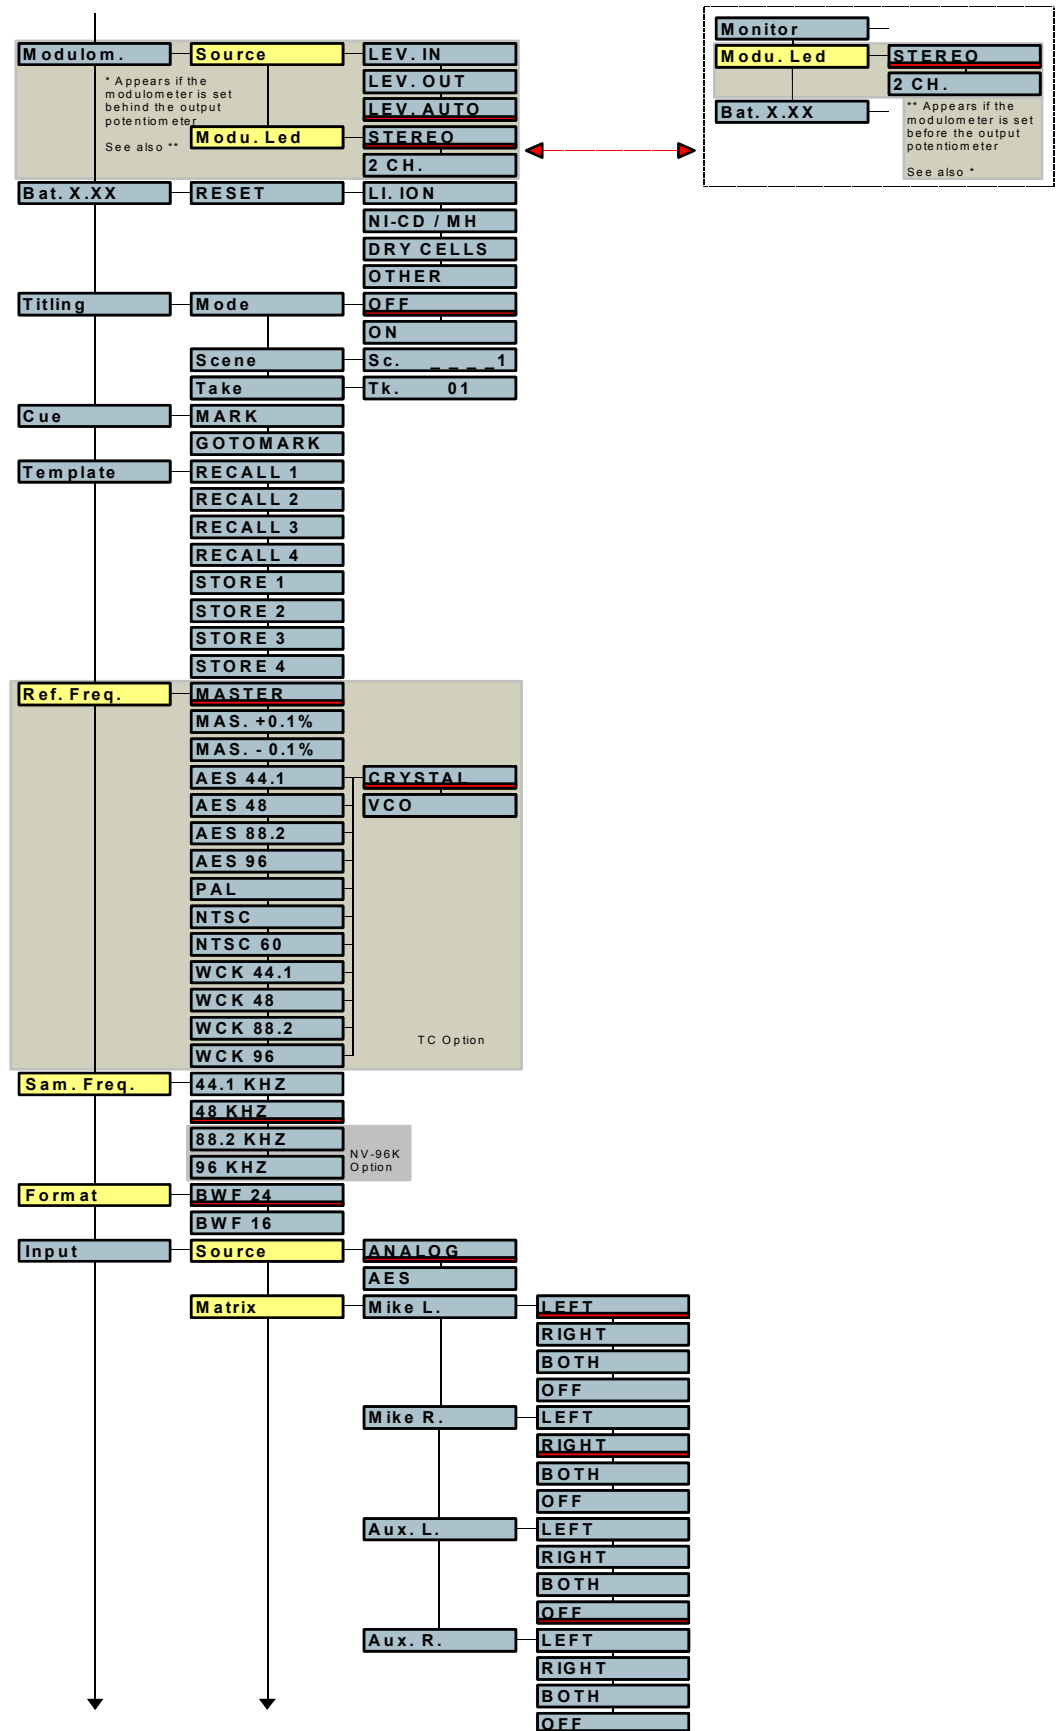 Monitor
Modulom. Source LEV. IN
Modu. Led STEREO
LEV. OUT
2 CH.
* Appears if the
modulometer is set
behind the output
potentiometer
See also **
LEV. AUTO
Bat. X.XX
** Appears if the
modulometer is set
before the output
potentiometer
See also *
Modu. Led STEREO
2 CH.
Bat. X.XX RESET LI. ION
NI-CD / MH
DRY CELLS
OTHER
Titling Mode OFF
ON
Scene Sc. _ _ _ _1
Take Tk. 01
Cue MARK
GOTOMARK
Template RECALL 1
RECALL 2
RECALL 3
RECALL 4
STORE 1
STORE 2
STORE 3
STORE 4
Ref. Freq. MASTER
MAS. +0.1%
MAS. - 0.1%
AES 44.1 CRYSTAL
AES 48 VCO
AES 88.2
AES 96
PAL
NTSC
NTSC 60
WCK 44.1
WCK 48
WCK 88.2
TC Option
WCK 96
Sam. Freq. 44.1 KHZ
48 KHZ
88.2 KHZ
NV-96K
Option
96 KHZ
Format BWF 24
BWF 16
Input Source ANALOG
AES
Matrix Mike L. LEFT
RIGHT
BOTH
OFF
Mike R. LEFT
RIGHT
BOTH
OFF
Aux. L. LEFT
RIGHT
BOTH
OFF
Aux. R. LEFT
RIGHT
BOTH
OFF